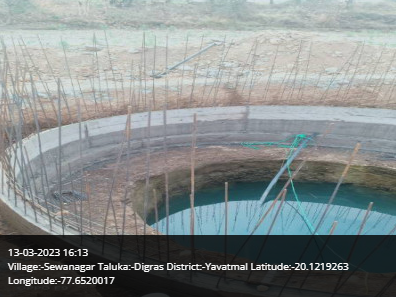 13-03-2023 16:13
Village:-Sewanagar Taluka:-Digras District:-Yavatmal Latitude:-20.1219263
Longitude:-77.6520017